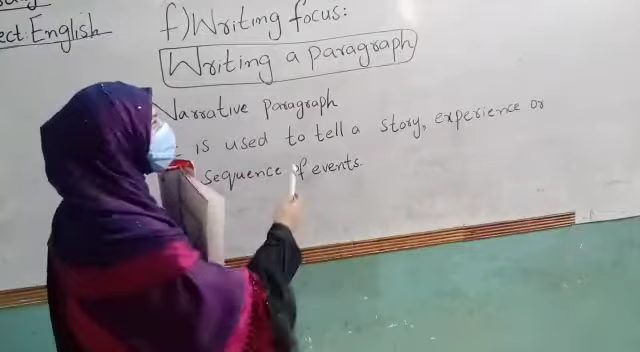 ect English
f) Writing focus:
Writing a paragraph
Narrative Paragraph
is used to tell a story, experience or
sequence of events.